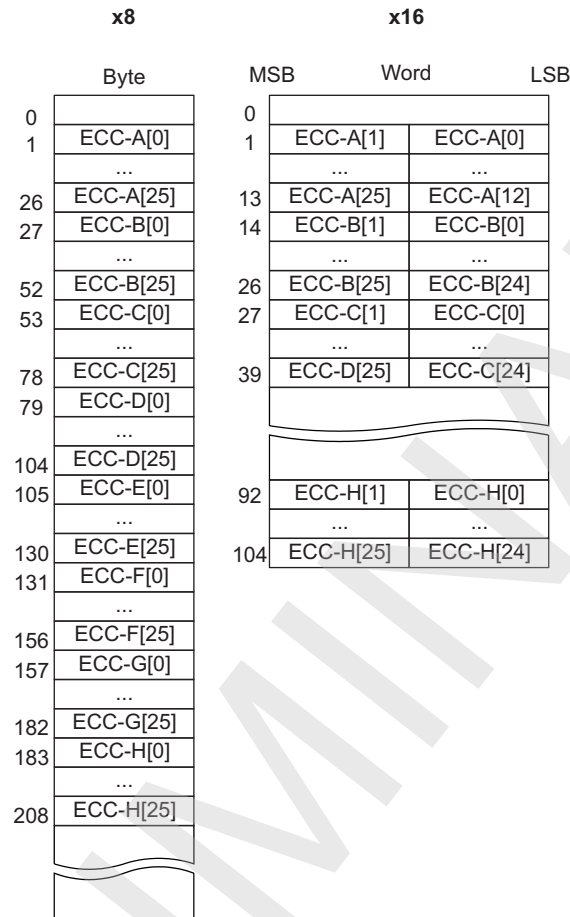 x8
Byte
0
1 ECC-A[0]
...
26 ECC-A[25]
27 ECC-B[0]
...
52 ECC-B[25]
53 ECC-C[0]
...
78 ECC-C[25]
79 ECC-D[0]
...
104 ECC-D[25]
105 ECC-E[0]
...
130 ECC-E[25]
131 ECC-F[0]
...
156 ECC-F[25]
157 ECC-G[0]
...
182 ECC-G[25]
183 ECC-H[0]
...
208 ECC-H[25]
x16
MSB Word LSB
0
1 ECC-A[1] ECC-A[0]
... ...
13 ECC-A[25] ECC-A[12]
14 ECC-B[1] ECC-B[0]
... ...
26 ECC-B[25] ECC-B[24]
27 ECC-C[1] ECC-C[0]
... ...
39 ECC-D[25] ECC-C[24]
92 ECC-H[1] ECC-H[0]
... ...
104 ECC-H[25] ECC-H[24]